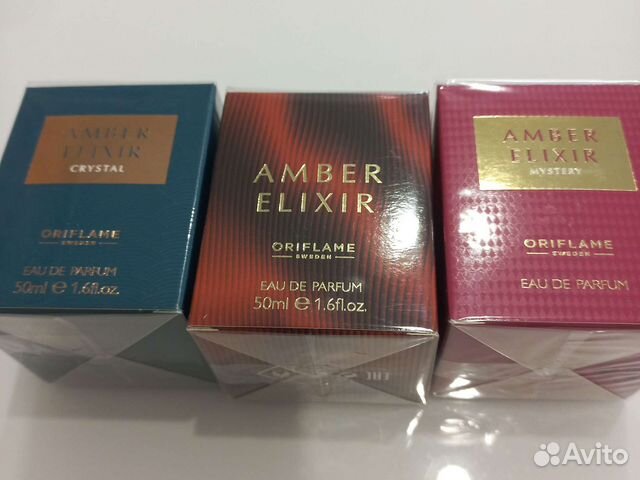 AMBER
ELIXIR
CRYSTAL
ORIFLAME
SWEDEN
EAU DE PARFUM
50ml e 1.6fl.oz.
AMBER
ELIXIR
ORIFLAME
SWEDEN
EAU DE PARFUM
50ml e 1.6fl.oz.
EAC
AMBER
ELIXIR
MYSTERY
ORIFLAME
SWEDEN
EAU DE PARFUM
Avito